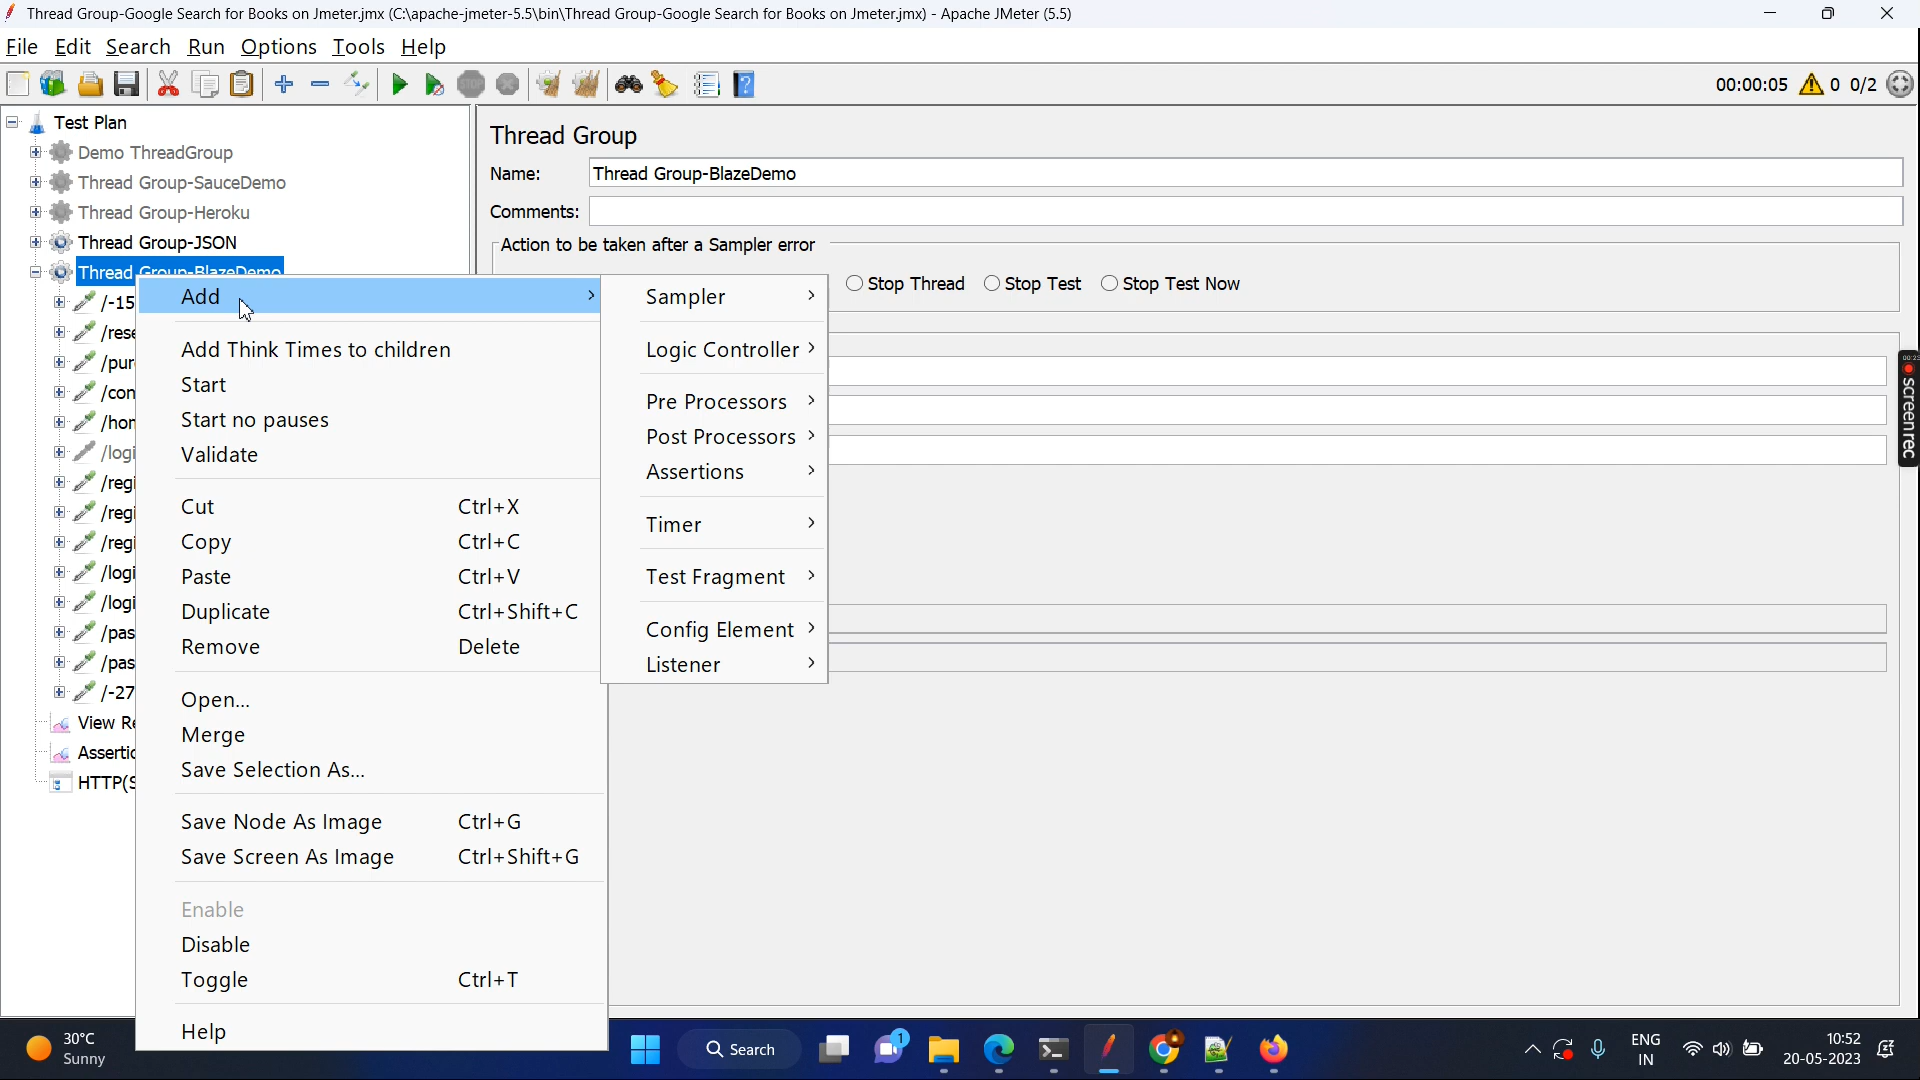 Thread Group-Google Search for Books on Jmeter.jmx (C:\apache-jmeter-5.5\bin\Thread Group-Google Search for Books on Jmeter.jmx) - Apache JMeter (5.5)
File Edit Search Run Options Tools Help
STOP
00:00:05 0 0/2
Test Plan
Demo ThreadGroup
Thread Group-SauceDemo
Thread Group-Heroku
Thread Group-JSON
Thread Group-BlazeDemo
/-15
/rese
/pur
/con
/hom
/logi
/regi
/regi
/regi
/logi
/logi
/pas
/pas
/-27
View Re
Assertio
HTTP(S
Add
Add Think Times to children
Start
Start no pauses
Validate
Cut Ctrl+X
Copy Ctrl+C
Paste Ctrl+V
Duplicate Ctrl+Shift+C
Remove Delete
Open...
Merge
Save Selection As...
Save Node As Image Ctrl+G
Save Screen As Image Ctrl+Shift+G
Enable
Disable
Toggle Ctrl+T
Help
Sampler
Logic Controller
Pre Processors
Post Processors
Assertions
Timer
Test Fragment
Config Element
Listener
Thread Group
Name: Thread Group-BlazeDemo
Comments:
Action to be taken after a Sampler error
Stop Thread Stop Test Stop Test Now
screenrec
30°C
Sunny
Search
1
ENG
IN
10:52
20-05-2023